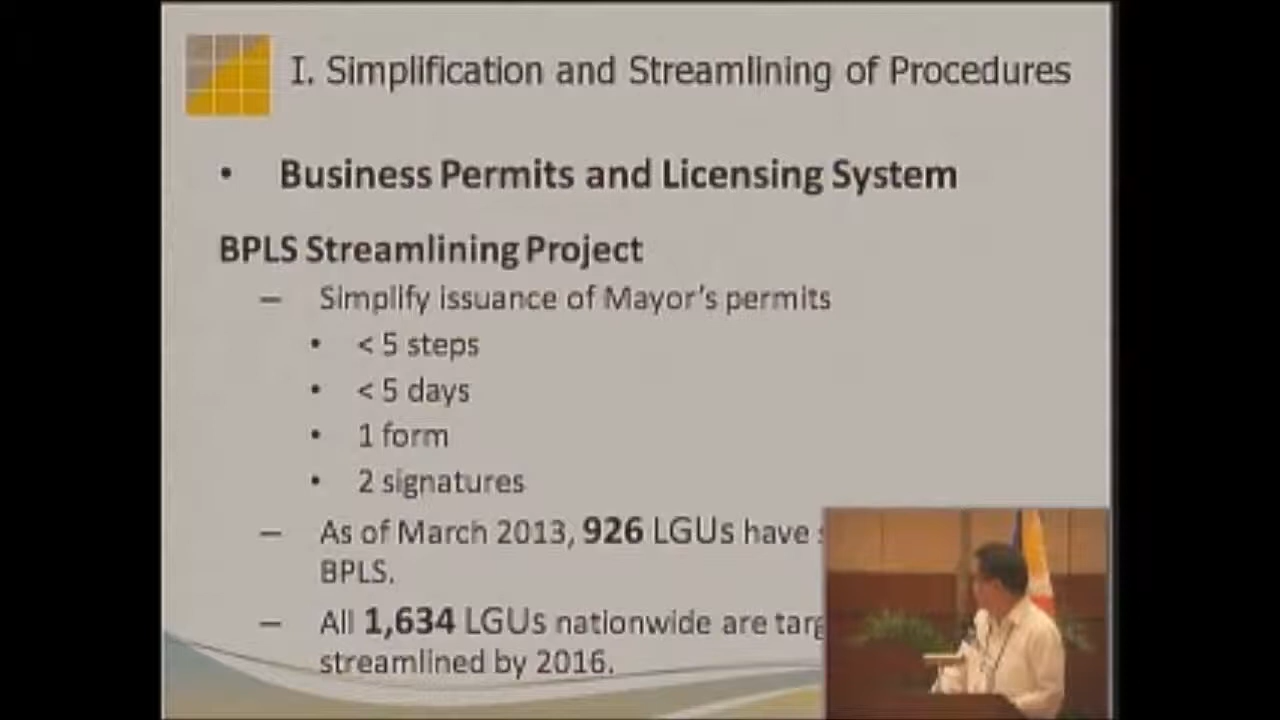 I. Simplification and Streamlining of Procedures
• Business Permits and Licensing System
BPLS Streamlining Project
– Simplify issuance of Mayor's permits
• < 5 steps
• < 5 days
• 1 form
• 2 signatures
– As of March 2013, 926 LGUs have
BPLS.
– All 1,634 LGUs nationwide are
streamlined by 2016.